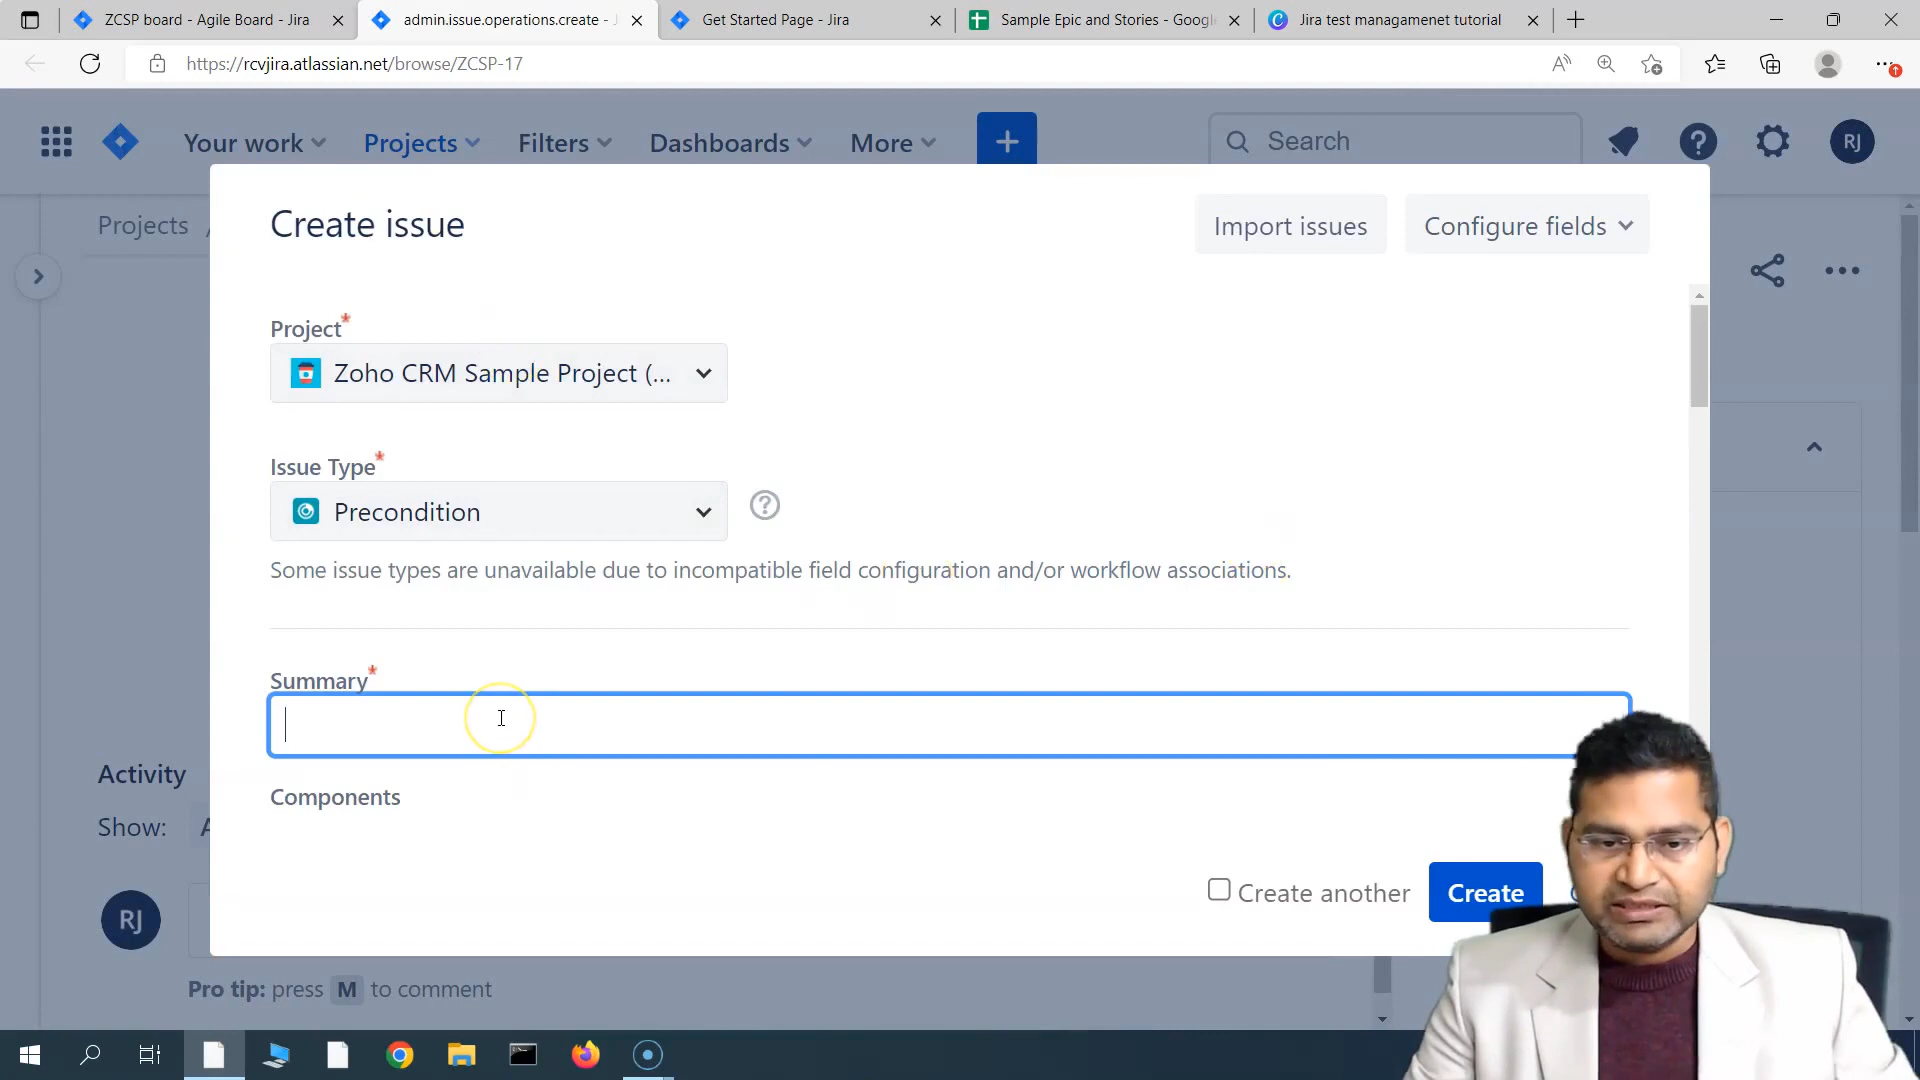 ZCSP board - Agile Board - Jira
admin.issue.operations.create - J
Get Started Page - Jira
Sample Epic and Stories - Google
Jira test managamenet tutorial
https://rcvjira.atlassian.net/browse/ZCSP-17
Your work
Projects
Filters
Dashboards
More
Search
RJ
Projects /
Create issue
Import issues
Configure fields
Project*
Zoho CRM Sample Project (...
Issue Type*
Precondition
Some issue types are unavailable due to incompatible field configuration and/or workflow associations.
Summary*
Components
Activity
Show:
RJ
Create another
Create
Pro tip: press M to comment